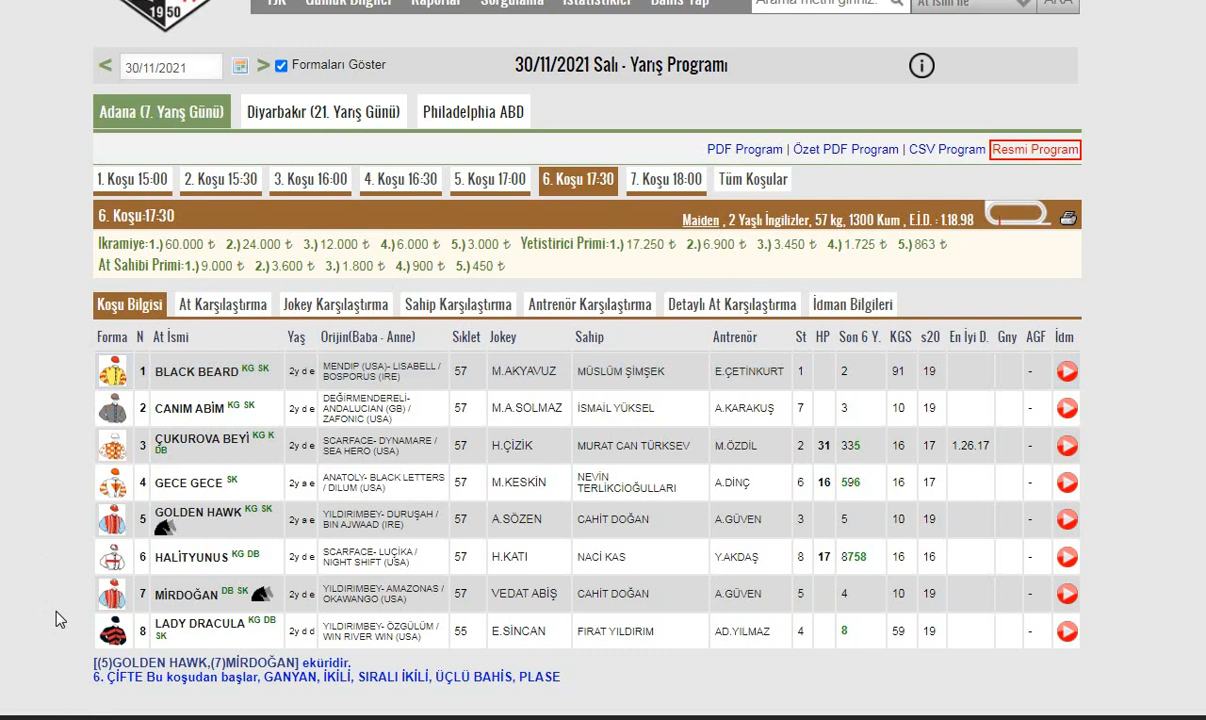 1950
TJK Günlük Bilgiler Raporlar Sorgulama İstatistikler Bahis Yap Arama metni giriniz. At İsmi ile ARA
< 30/11/2021 > Formaları Göster 30/11/2021 Salı - Yarış Programı
Adana (7. Yarış Günü) Diyarbakır (21. Yarış Günü) Philadelphia ABD
PDF Program | Özet PDF Program | CSV Program Resmi Program
1. Koşu 15:00 2. Koşu 15:30 3. Koşu 16:00 4. Koşu 16:30 5. Koşu 17:00 6. Koşu 17:30 7. Koşu 18:00 Tüm Koşular
6. Koşu:17:30 Maiden , 2 Yaşlı İngilizler, 57 kg, 1300 Kum , E.İ.D. : 1.18.98
Ikramiye:1.) 60.000 ₺ 2.) 24.000 ₺ 3.) 12.000 ₺ 4.) 6.000 ₺ 5.) 3.000 ₺ Yetistirici Primi:1.) 17.250 ₺ 2.) 6.900 ₺ 3.) 3.450 ₺ 4.) 1.725 ₺ 5.) 863 ₺
At Sahibi Primi:1.) 9.000 ₺ 2.) 3.600 ₺ 3.) 1.800 ₺ 4.) 900 ₺ 5.) 450 ₺
Koşu Bilgisi At Karşılaştırma Jokey Karşılaştırma Sahip Karşılaştırma Antrenör Karşılaştırma Detaylı At Karşılaştırma İdman Bilgileri
Forma N At İsmi Yaş Orijin(Baba - Anne) Sıklet Jokey Sahip Antrenör St HP Son 6 Y. KGS s20 En İyi D. Gny AGF İdm
1 BLACK BEARD KG SK 2y d e MENDIP (USA)- LISABELL / BOSPORUS (IRE) 57 M.AKYAVUZ MÜSLÜM ŞİMŞEK E.ÇETİNKURT 1 2 91 19 -
2 CANIM ABİM KG SK 2y d e DEĞİRMENDERELİ- ANDALUCIAN (GB) / ZAFONIC (USA) 57 M.A.SOLMAZ İSMAİL YÜKSEL A.KARAKUŞ 7 3 10 19 -
3 ÇUKUROVA BEYİ KG K DB 2y d e SCARFACE- DYNAMARE / SEA HERO (USA) 57 H.ÇİZİK MURAT CAN TÜRKSEV M.ÖZDİL 2 31 335 16 17 1.26.17 -
4 GECE GECE SK 2y a e ANATOLY- BLACK LETTERS / DILUM (USA) 57 M.KESKİN NEVİN TERLİKCİOĞULLARI A.DİNÇ 6 16 596 16 17 -
5 GOLDEN HAWK KG SK 2y a e YILDIRIMBEY- DURUŞAH / BIN AJWAAD (IRE) 57 A.SÖZEN CAHİT DOĞAN A.GÜVEN 3 5 10 19 -
6 HALİTYUNUS KG DB 2y d e SCARFACE- LUÇİKA / NIGHT SHIFT (USA) 57 H.KATI NACİ KAS Y.AKDAŞ 8 17 8758 16 16 -
7 MİRDOĞAN DB SK 2y d e YILDIRIMBEY- AMAZONAS / OKAWANGO (USA) 57 VEDAT ABİŞ CAHİT DOĞAN A.GÜVEN 5 4 10 19 -
8 LADY DRACULA KG DB SK 2y d d YILDIRIMBEY- ÖZGÜLÜM / WIN RIVER WIN (USA) 55 E.SİNCAN FIRAT YILDIRIM AD.YILMAZ 4 8 59 19 -
[(5)GOLDEN HAWK,(7)MİRDOĞAN] eküridir.
6. ÇİFTE Bu koşudan başlar, GANYAN, İKİLİ, SIRALI İKİLİ, ÜÇLÜ BAHİS, PLASE